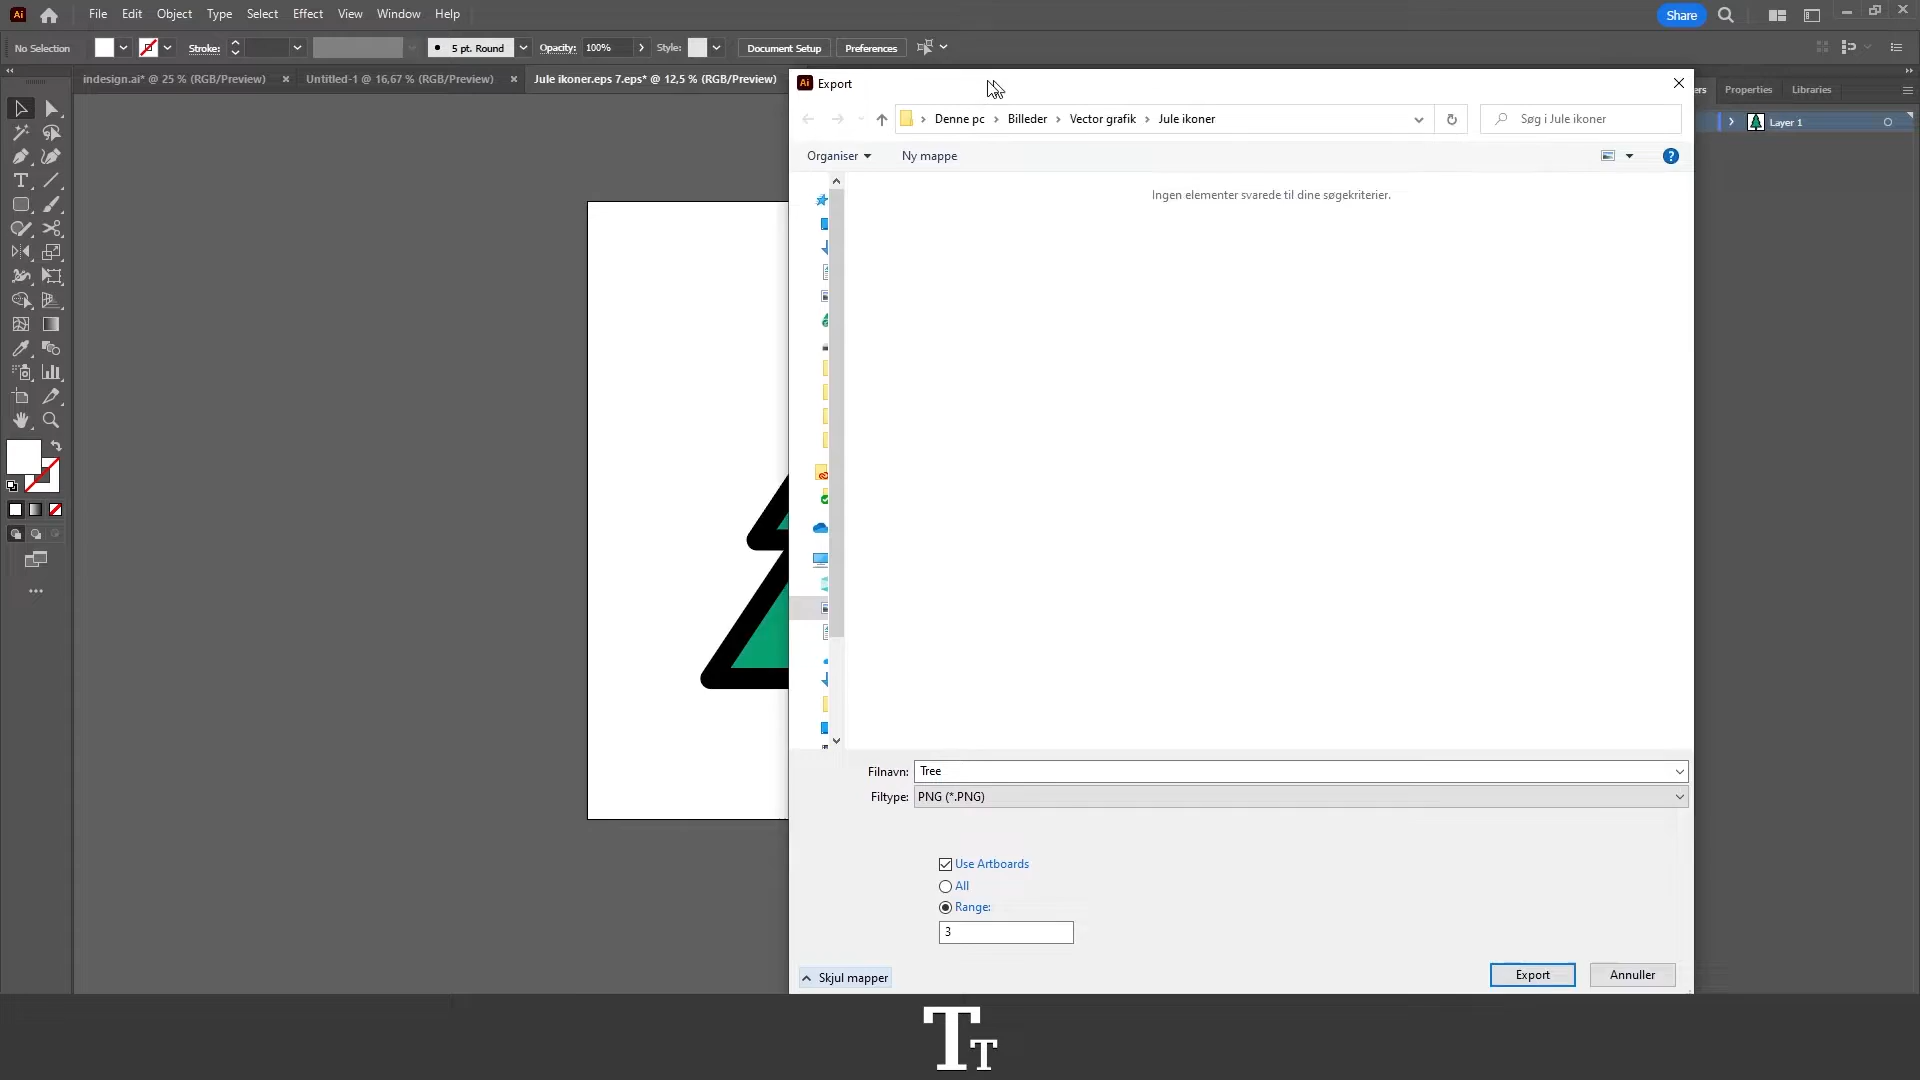 Ai File Edit Object Type Select Effect View Window Help Share
No Selection Stroke: 5 pt. Round Opacity: 100% Style: Document Setup Preferences
indesign.ai* @ 25 % (RGB/Preview) Untitled-1 @ 16,67 % (RGB/Preview) Jule ikoner.eps 7.eps* @ 12,5 % (RGB/Preview)
Ai Export
Properties Libraries
Denne pc Billeder Vector grafik Jule ikoner Søg i Jule ikoner
Layer 1
Organiser Ny mappe
Ingen elementer svarede til dine søgekriterier.
Filnavn: Tree
Filtype: PNG (*.PNG)
Use Artboards
All
Range:
3
Skjul mapper Export Annuller
TT